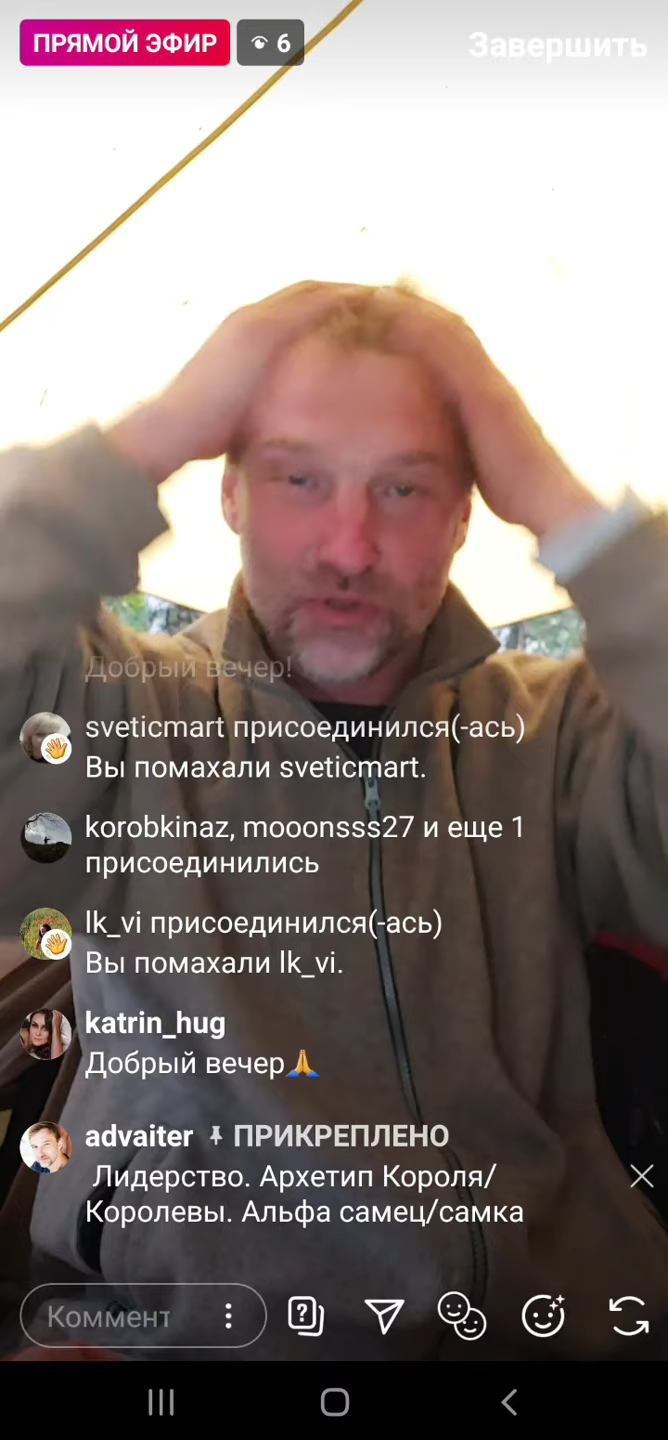 ПРЯМОЙ ЭФИР 6 Завершить
Добрый вечер!
sveticmart присоединился(-ась)
Вы помахали sveticmart.
korobkinaz, mooonsss27 и еще 1
присоединились
lk_vi присоединился(-ась)
Вы помахали lk_vi.
katrin_hug
Добрый вечер🙏
advaiter ПРИКРЕПЛЕНО
Лидерство. Архетип Короля/
Королевы. Альфа самец/самка
Коммент